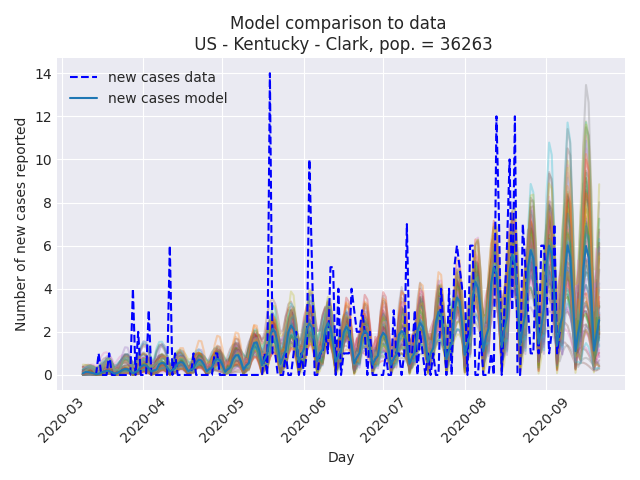 Model comparison to data
US - Kentucky - Clark, pop. = 36263
new cases data
new cases model
Number of new cases reported
14
12
10
8
6
4
2
0
2020-03
2020-04
2020-05
2020-06
2020-07
2020-08
2020-09
Day